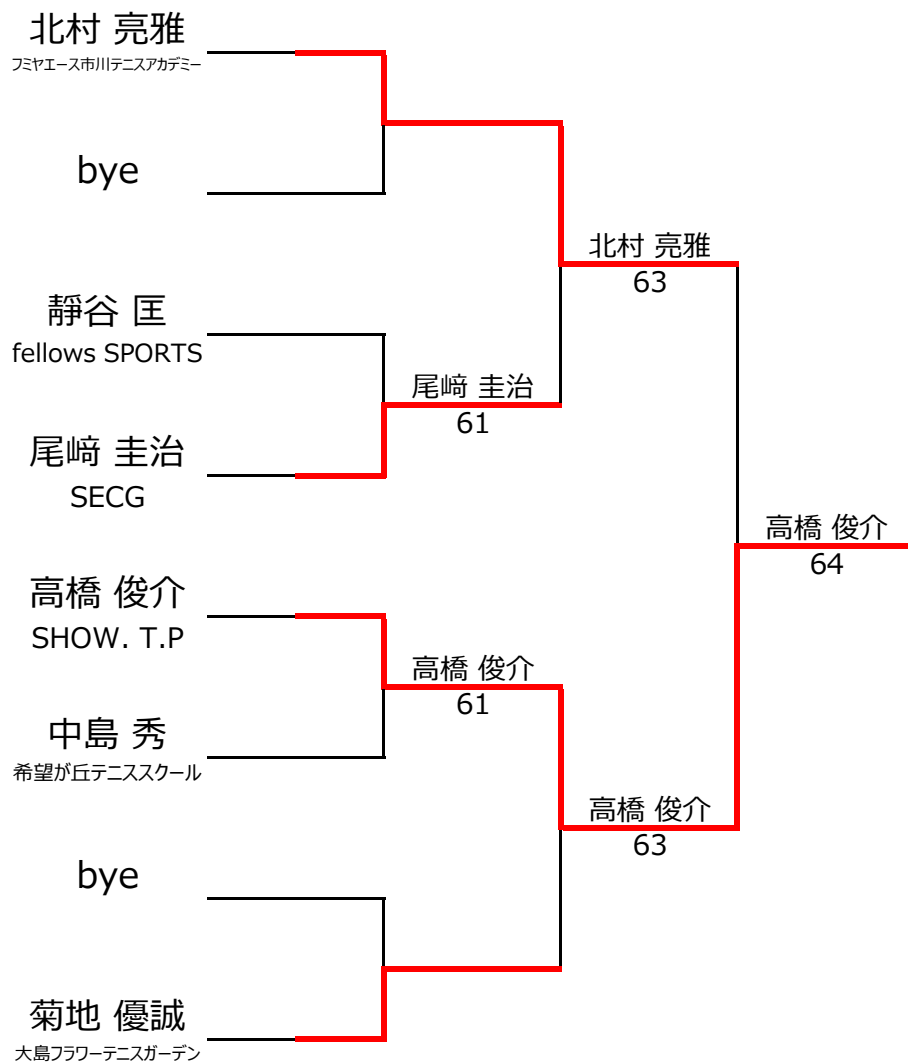 北村 亮雅
フミヤエース市川テニスアカデミー
bye
靜谷 匡
fellows SPORTS
尾﨑 圭治
SECG
高橋 俊介
SHOW. T.P
中島 秀
希望が丘テニススクール
bye
菊地 優誠
大島フラワーテニスガーデン
尾﨑 圭治
61
高橋 俊介
61
北村 亮雅
63
高橋 俊介
63
高橋 俊介
64